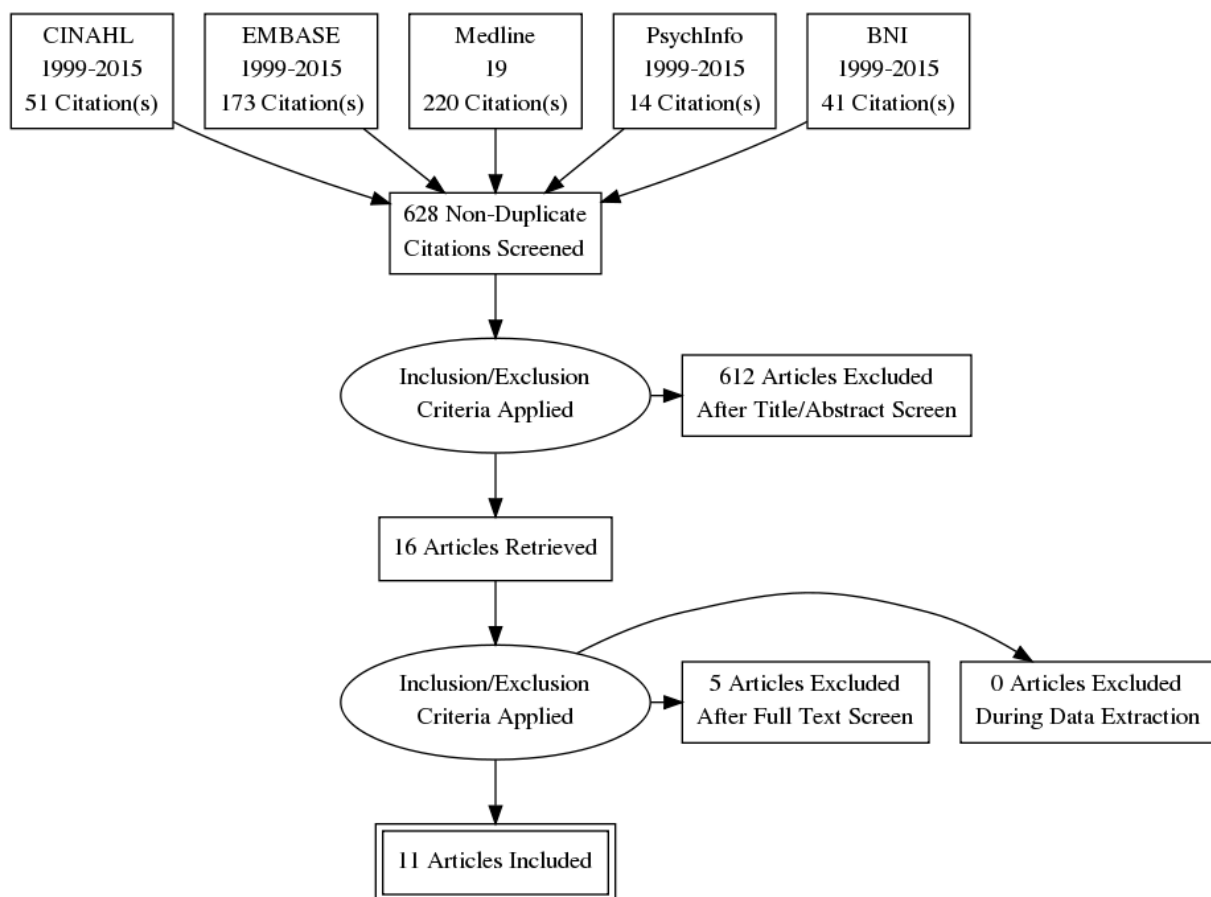 CINAHL
1999-2015
51 Citation(s)
EMBASE
1999-2015
173 Citation(s)
Medline
19
220 Citation(s)
PsychInfo
1999-2015
14 Citation(s)
BNI
1999-2015
41 Citation(s)
628 Non-Duplicate
Citations Screened
Inclusion/Exclusion
Criteria Applied
612 Articles Excluded
After Title/Abstract Screen
16 Articles Retrieved
Inclusion/Exclusion
Criteria Applied
5 Articles Excluded
After Full Text Screen
0 Articles Excluded
During Data Extraction
11 Articles Included